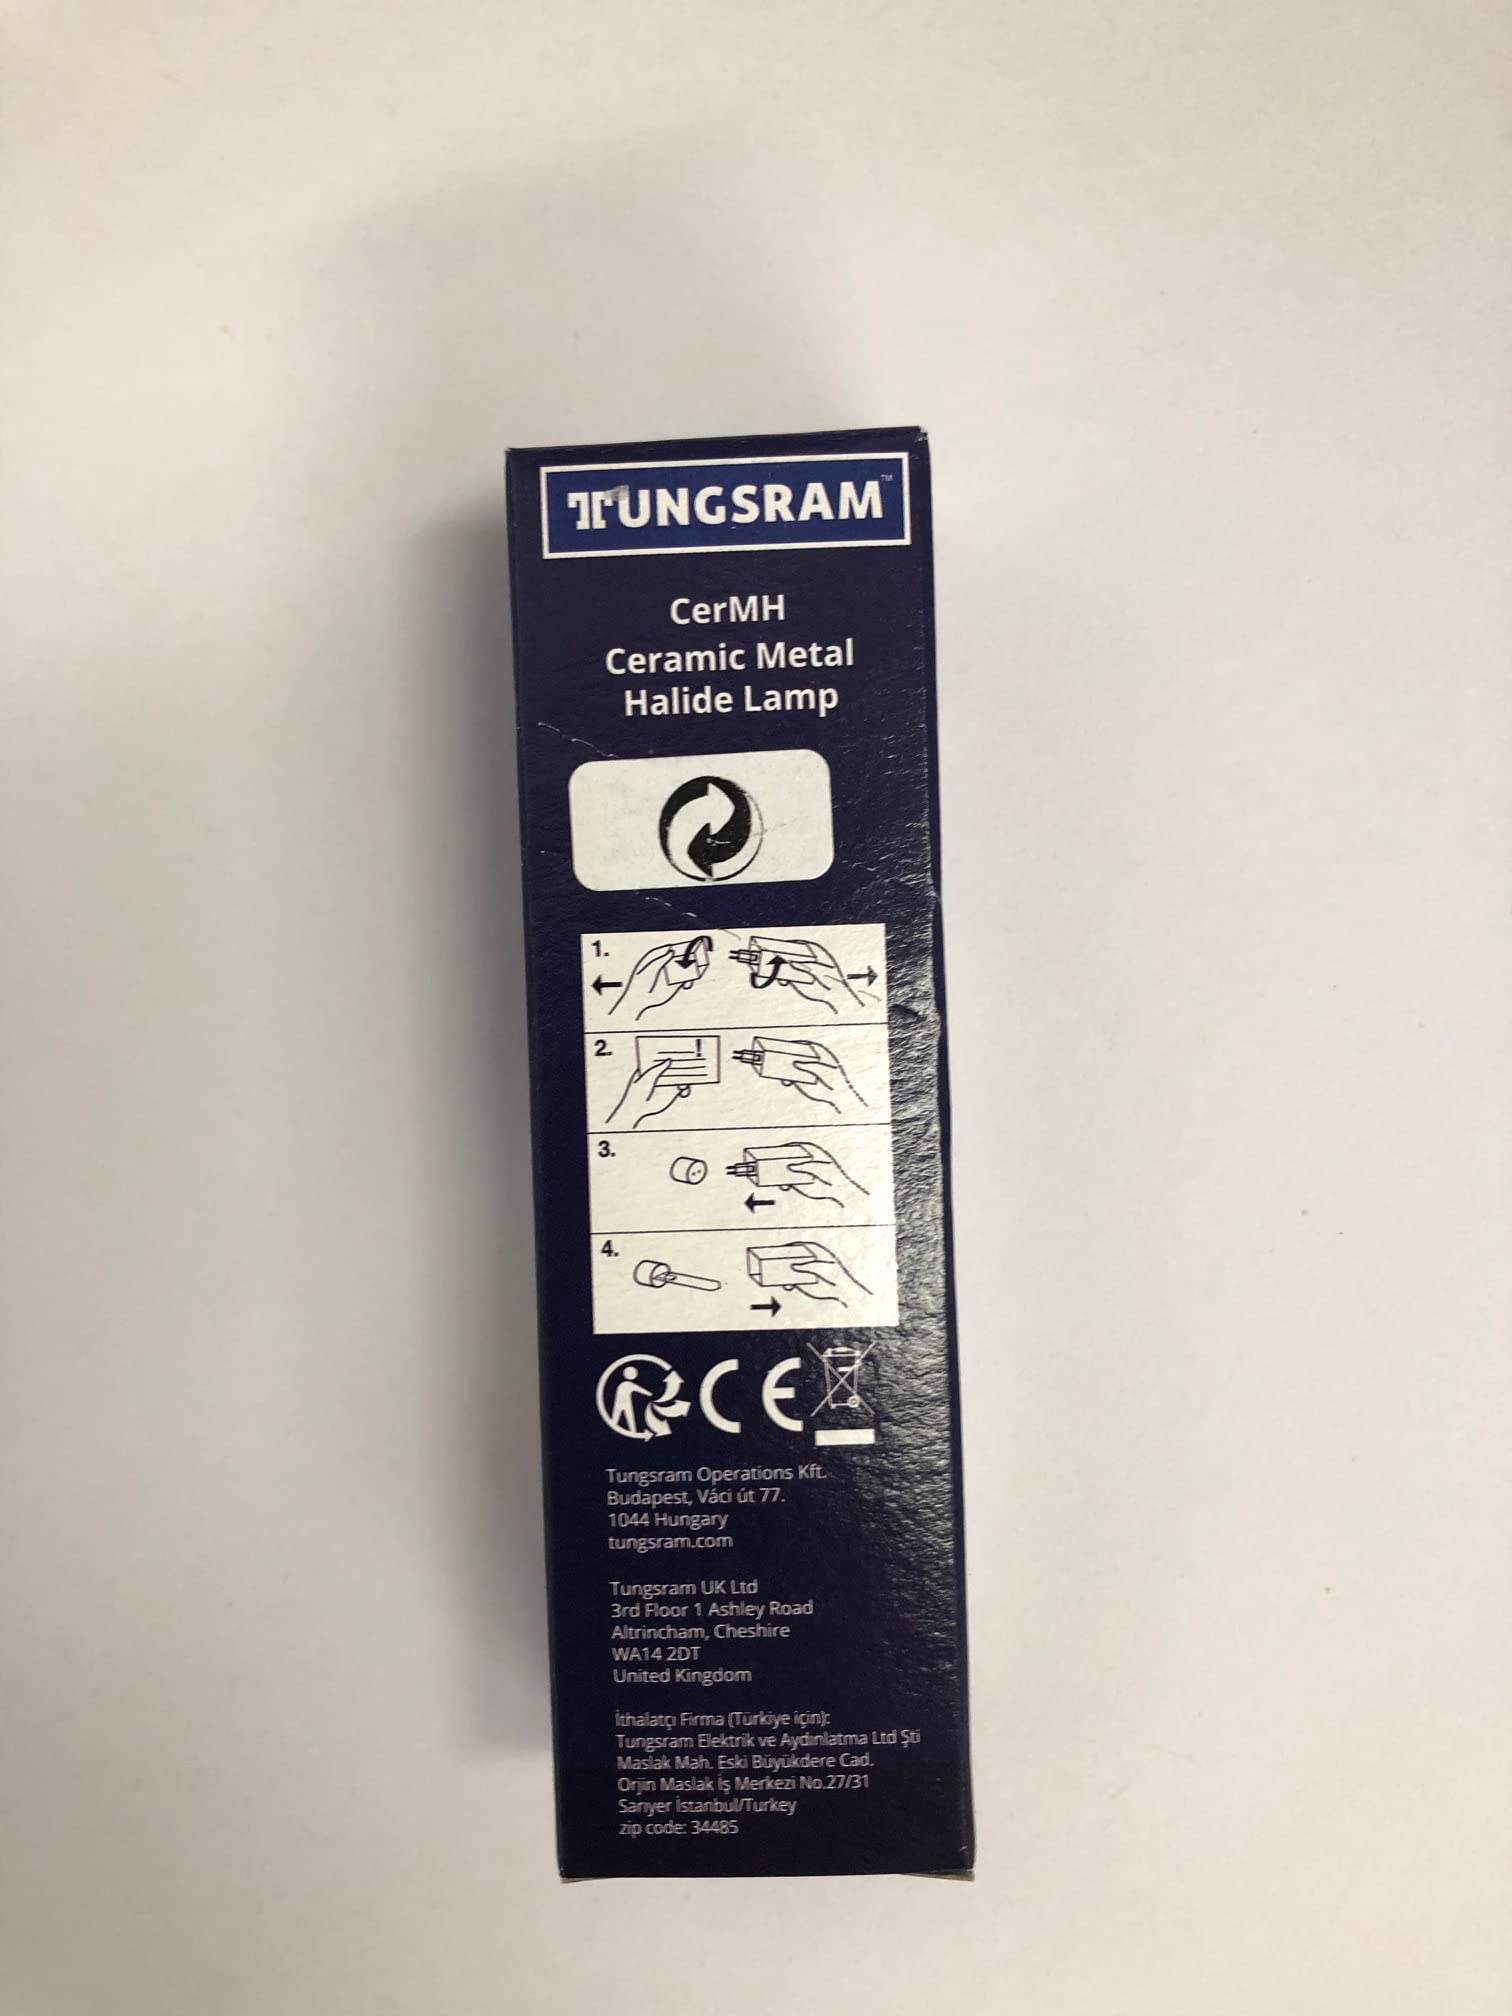 TUNGSRAM™
CerMH
Ceramic Metal
Halide Lamp
1.
2.
!
3.
4.
CE
Tungsram Operations Kft.
Budapest, Váci út 77.
1044 Hungary
tungsram.com
Tungsram UK Ltd
3rd Floor 1 Ashley Road
Altrincham, Cheshire
WA14 2DT
United Kingdom
İthalatçı Firma (Türkiye için):
Tungsram Elektrik ve Aydınlatma Ltd Şti
Maslak Mah. Eski Büyükdere Cad.
Orjin Maslak İş Merkezi No.27/31
Sarıyer İstanbul/Turkey
zip code: 34485